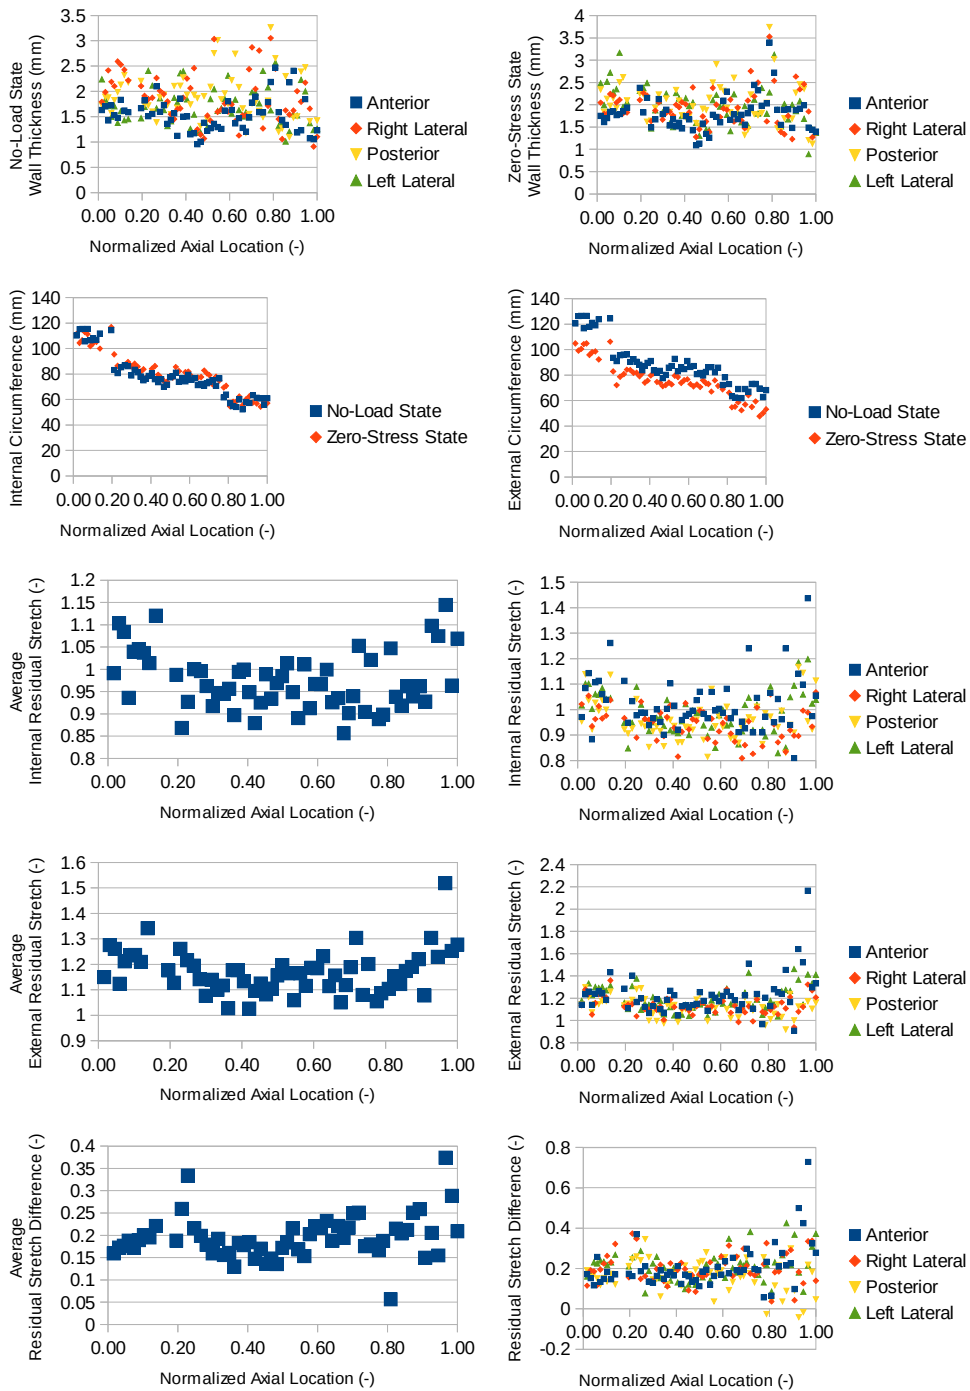 No-Load State
Wall Thickness (mm)
3.5
3
2.5
2
1.5
1
0.5
0
0.00 0.20 0.40 0.60 0.80 1.00
Normalized Axial Location (-)
Anterior
Right Lateral
Posterior
Left Lateral
Zero-Stress State
Wall Thickness (mm)
4
3.5
3
2.5
2
1.5
1
0.5
0
0.00 0.20 0.40 0.60 0.80 1.00
Normalized Axial Location (-)
Anterior
Right Lateral
Posterior
Left Lateral
Internal Circumference (mm)
140
120
100
80
60
40
20
0
0.00 0.20 0.40 0.60 0.80 1.00
Normalized Axial Location (-)
No-Load State
Zero-Stress State
External Circumference (mm)
140
120
100
80
60
40
20
0
0.00 0.20 0.40 0.60 0.80 1.00
Normalized Axial Location (-)
No-Load State
Zero-Stress State
Average
Internal Residual Stretch (-)
1.2
1.15
1.1
1.05
1
0.95
0.9
0.85
0.8
0.00 0.20 0.40 0.60 0.80 1.00
Normalized Axial Location (-)
Internal Residual Stretch (-)
1.5
1.4
1.3
1.2
1.1
1
0.9
0.8
0.00 0.20 0.40 0.60 0.80 1.00
Normalized Axial Location (-)
Anterior
Right Lateral
Posterior
Left Lateral
Average
External Residual Stretch (-)
1.6
1.5
1.4
1.3
1.2
1.1
1
0.9
0.00 0.20 0.40 0.60 0.80 1.00
Normalized Axial Location (-)
External Residual Stretch (-)
2.4
2.2
2
1.8
1.6
1.4
1.2
1
0.8
0.00 0.20 0.40 0.60 0.80 1.00
Normalized Axial Location (-)
Anterior
Right Lateral
Posterior
Left Lateral
Average
Residual Stretch Difference (-)
0.4
0.35
0.3
0.25
0.2
0.15
0.1
0.05
0
0.00 0.20 0.40 0.60 0.80 1.00
Normalized Axial Location (-)
Residual Stretch Difference (-)
0.8
0.6
0.4
0.2
0
-0.2
0.00 0.20 0.40 0.60 0.80 1.00
Normalized Axial Location (-)
Anterior
Right Lateral
Posterior
Left Lateral